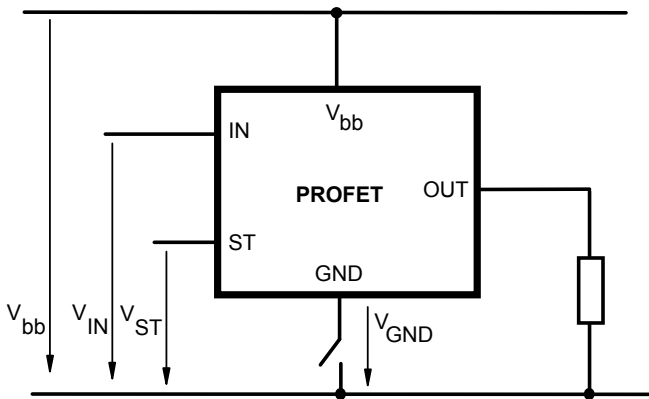 Vbb
IN
PROFET
OUT
ST
GND
Vbb
VIN
VST
VGND